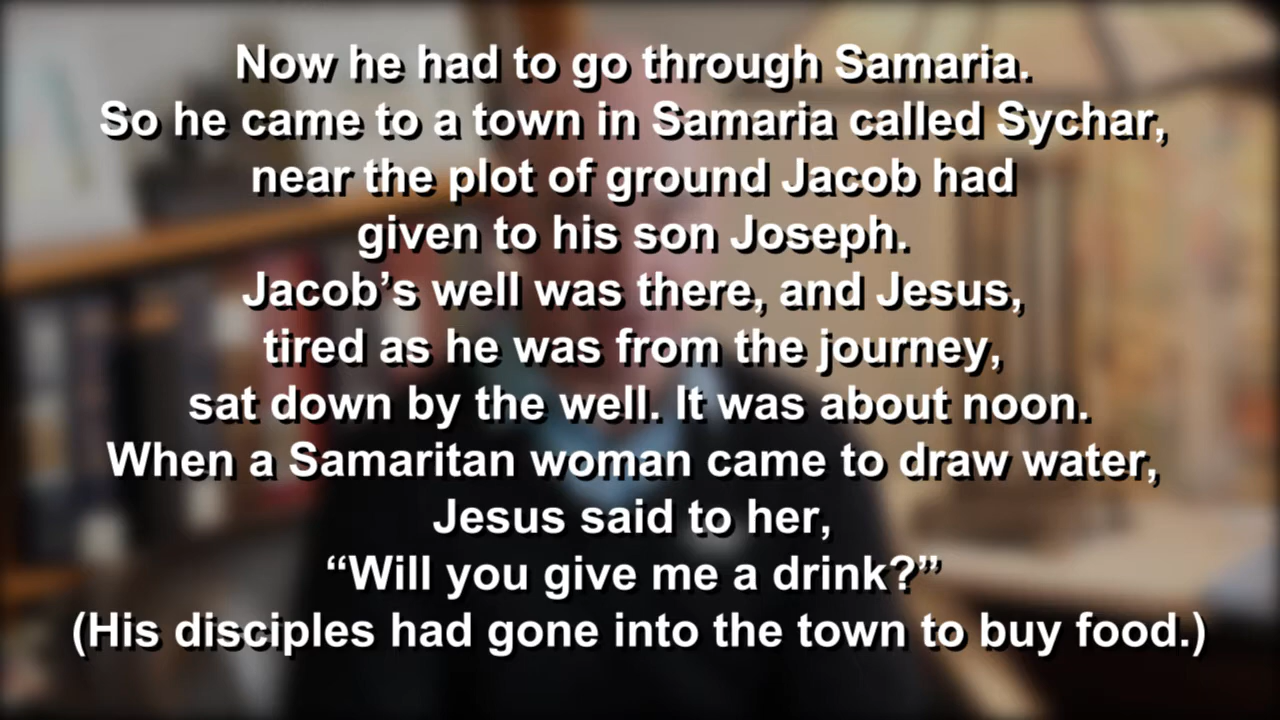 Now he had to go through Samaria.
So he came to a town in Samaria called Sychar,
near the plot of ground Jacob had
given to his son Joseph.
Jacob’s well was there, and Jesus,
tired as he was from the journey,
sat down by the well. It was about noon.
When a Samaritan woman came to draw water,
Jesus said to her,
“Will you give me a drink?”
(His disciples had gone into the town to buy food.)